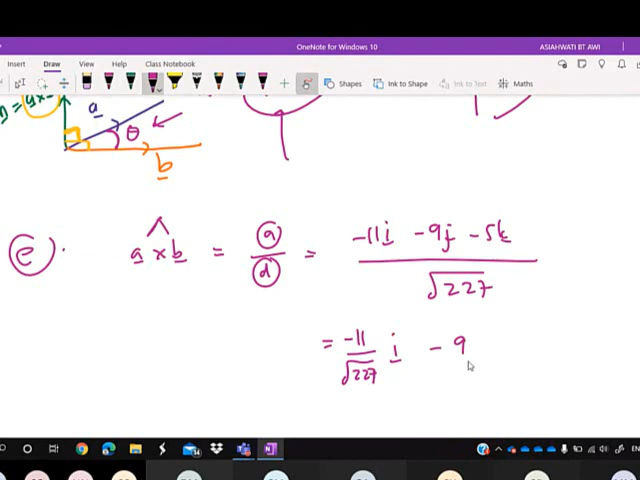 OneNote for Windows 10
ASIAHWATI BT AWI
Insert Draw View Help Class Notebook
Shapes Ink to Shape Ink to Text Maths
a
θ
b
e. a × b = a/d = -11i - 9j - 5k / √227
= -11/√227 i - 9